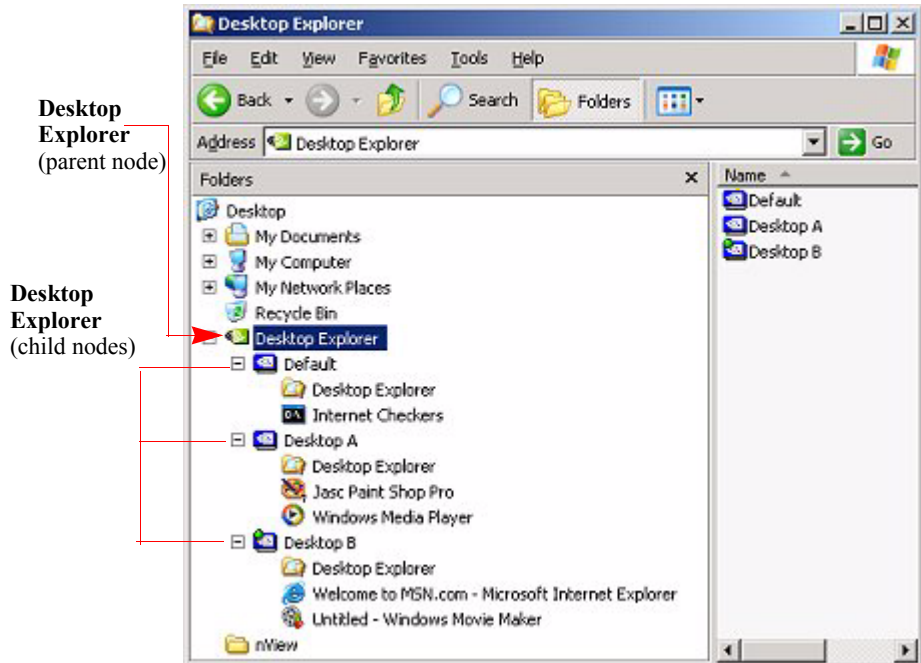 Desktop Explorer
File Edit View Favorites Tools Help
Back Search Folders
Address Desktop Explorer Go
Desktop
Explorer
(parent node)
Folders
Desktop
My Documents
My Computer
My Network Places
Recycle Bin
Desktop Explorer
Default
Desktop Explorer
Internet Checkers
Desktop A
Desktop Explorer
Jasc Paint Shop Pro
Windows Media Player
Desktop B
Desktop Explorer
Welcome to MSN.com - Microsoft Internet Explorer
Untitled - Windows Movie Maker
nView
Desktop
Explorer
(child nodes)
Name
Default
Desktop A
Desktop B